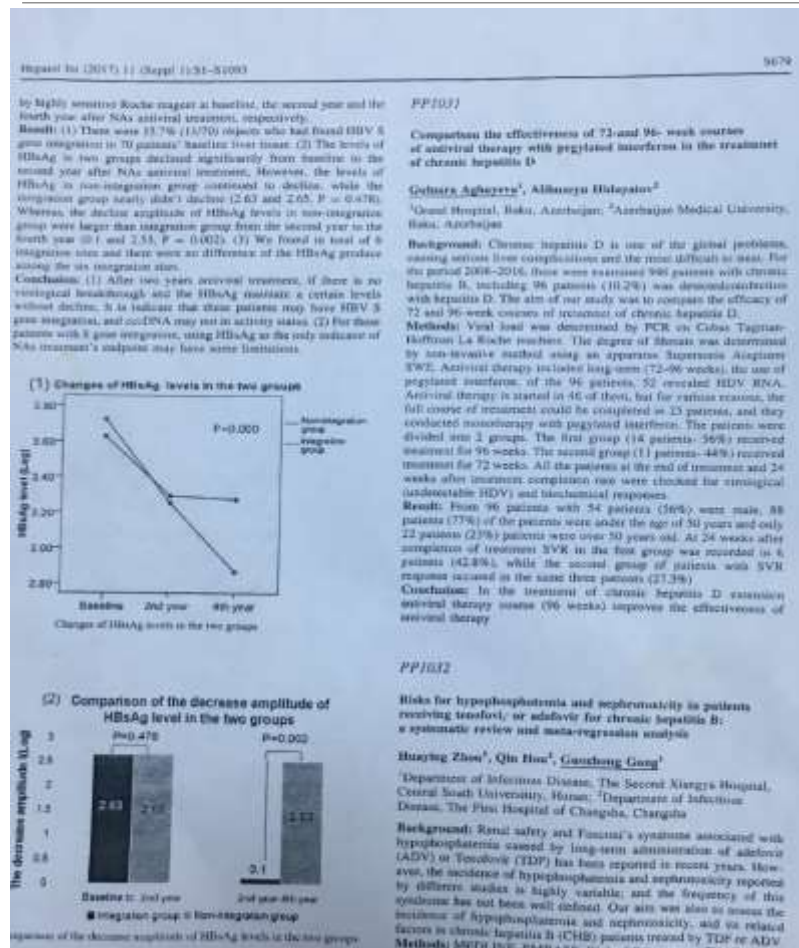 Hepatol Int (2017) 11 (Suppl 1):S1–S1093
S679
by highly sensitive Roche reagent at baseline, the second year and the
fourth year after NAs antiviral treatment, respectively.
Result: (1) There were 15.7% (11/70) objects who had found HBV S
gene integration in 70 patients' baseline liver tissue. (2) The levels of
HBsAg in two groups declined significantly from baseline to the
second year after NAs antiviral treatment, However, the levels of
HBsAg in non-integration group continued to decline, while the
integration group nearly didn't decline (2.63 and 2.65, P = 0.478).
Whereas, the decline amplitude of HBsAg levels in non-integration
group were larger than integration group from the second year to the
fourth year (0.1 and 2.53, P = 0.002). (3) We found in total of 6
integration sites and there were no difference of the HBsAg produce
among the six integration sites.
Conclusion: (1) After two years antiviral treatment, if there is no
virological breakthrough and the HBsAg maintain a certain levels
without decline, It is indicate that these patients may have HBV S
gene integration, and cccDNA may not in activity status. (2) For those
patients with S gene integration, using HBsAg as the only indicator of
NAs treatment's endpoint may have some limitations.
(1) Changes of HBsAg levels in the two groups
HBsAg level (Log)
3.60
3.40
3.20
3.00
2.80
P=0.000
Non-integration
group
Integration
group
Baseline 2nd year 4th year
Changes of HBsAg levels in the two groups
(2) Comparison of the decrease amplitude of
HBsAg level in the two groups
The decrease amplitude (Log
3
2.5
2
1.5
1
0.5
0
P=0.478
P=0.002
2.63
0.1
2.53
Baseline to 2nd year
2nd year-4th year
Integration group Non-integration group
of the decrease amplitude of HBsAg levels in the two groups
PP1031
Comparison the effectiveness of 72-and 96- week courses
of antiviral therapy with pegylated interferon in the treatmnet
of chronic hepatitis D
Gulnara Aghayeva¹, Alihuseyn Hidayatov²
¹Grand Hospital, Baku, Azerbaijan; ²Azerbaijan Medical University,
Baku, Azerbaijan
Background: Chronic hepatitis D is one of the global problems,
causing serious liver complications and the most difficult to treat. For
the period 2008–2016, there were examined 946 patients with chronic
hepatitis B, including 96 patients (10.2%) was
with hepatitis D. The aim of our study was to compare the efficacy of
72 and 96-week courses of treatment of chronic hepatitis D.
Methods: Viral load was determined by PCR on Cobas Taqman-
Hoffman La Roche machines. The degree of fibrosis was determined
by non-invasive method using an apparatus Supersonic Aixplorer
SWE. Antiviral therapy included long-term (72–96 weeks), the use of
pegylated interferon. of the 96 patients, 52 revealed HDV RNA.
Antiviral therapy is started in 46 of them, but for various reasons, the
full course of treatment could be completed in 25 patients, and they
conducted monotherapy with pegylated interferon. The patients were
divided into 2 groups. The first group (14 patients- 56%) received
treatment for 96 weeks. The second group (11 patients-44%) received
treatment for 72 weeks. All the patients at the end of treatment and 24
weeks after treatment completion rate were checked for virological
(undetectable HDV) and biochemical responses.
Result: From 96 patients with 54 patients (56%) were male, 88
patients (77%) of the patients were under the age of 50 years and only
22 patients (23%) patients were over 50 years old. At 24 weeks after
completion of treatment SVR in the first group was recorded in 6
patients (42.8%), while the second group of patients with SVR
response occured in the same three patients (27.3%)
Conclusion: In the treatment of chronic hepatitis D extension
antiviral therapy course (96 weeks) improves the effectiveness of
antiviral therapy
PP1032
Risks for hypophosphatemia and nephrotoxicity in patients
receiving tenofovi, or adefovir for chronic hepatitis B:
a systematic review and meta-regression analysis
Huaying Zhou¹, Qin Hou², Guozhong Gong¹
¹Department of Infectious Disease, The Second Xiangya Hospital,
Central South University, Hunan; ²Department of Infectious
Disease, The First Hospital of Changsha, Changsha
Background: Renal safety and Fanconi's syndrome associated with
hypophosphatemia caused by long-term administration of adefovir
(ADV) or Tenofovir (TDF) has been reported in recent years. How-
ever, the incidence of hypophosphatemia and nephrotoxicity reported
by different studies is highly variable, and the frequency of this
syndrome has not been well defined. Our aim was also to assess the
incidence of hypophosphatemia and nephrotoxicity, and its related
factors in chronic hepatitis B (CHB) patients treated by TDF or ADV.